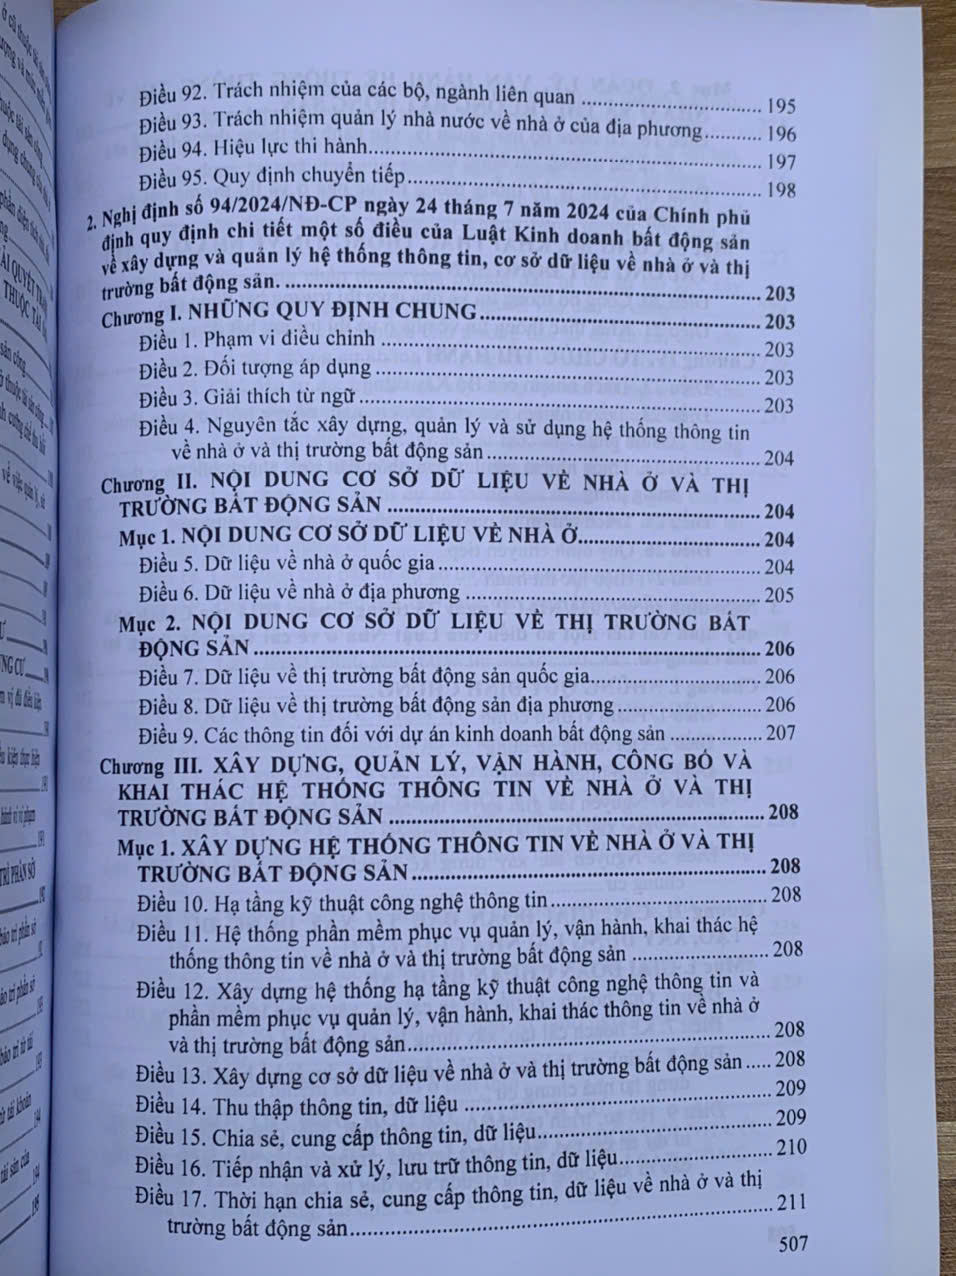 Điều 92. Trách nhiệm của các bộ, ngành liên quan ........................ 195
Điều 93. Trách nhiệm quản lý nhà nước về nhà ở của địa phương.......... 196
Điều 94. Hiệu lực thi hành.................................................... 197
Điều 95. Quy định chuyển tiếp............................................... 198
2. Nghị định số 94/2024/NĐ-CP ngày 24 tháng 7 năm 2024 của Chính phủ
định quy định chi tiết một số điều của Luật Kinh doanh bất động sản
về xây dựng và quản lý hệ thống thông tin, cơ sở dữ liệu về nhà ở và thị
trường bất động sản. ........................................................ 203
Chương I. NHỮNG QUY ĐỊNH CHUNG........................................ 203
Điều 1. Phạm vi điều chỉnh .................................................. 203
Điều 2. Đối tượng áp dụng ................................................... 203
Điều 3. Giải thích từ ngữ ..................................................... 203
Điều 4. Nguyên tắc xây dựng, quản lý và sử dụng hệ thống thông tin
về nhà ở và thị trường bất động sản...................................... 204
Chương II. NỘI DUNG CƠ SỞ DỮ LIỆU VỀ NHÀ Ở VÀ THỊ
TRƯỜNG BẤT ĐỘNG SẢN .................................................... 204
Mục 1. NỘI DUNG CƠ SỞ DỮ LIỆU VỀ NHÀ Ở......................... 204
Điều 5. Dữ liệu về nhà ở quốc gia.......................................... 204
Điều 6. Dữ liệu về nhà ở địa phương ...................................... 205
Mục 2. NỘI DUNG CƠ SỞ DỮ LIỆU VỀ THỊ TRƯỜNG BẤT
ĐỘNG SẢN..................................................................... 206
Điều 7. Dữ liệu về thị trường bất động sản quốc gia...................... 206
Điều 8. Dữ liệu về thị trường bất động sản địa phương ................... 206
Điều 9. Các thông tin đối với dự án kinh doanh bất động sản ............ 207
Chương III. XÂY DỰNG, QUẢN LÝ, VẬN HÀNH, CÔNG BỐ VÀ
KHAI THÁC HỆ THỐNG THÔNG TIN VỀ NHÀ Ở VÀ THỊ
TRƯỜNG BẤT ĐỘNG SẢN .................................................... 208
Mục 1. XÂY DỰNG HỆ THỐNG THÔNG TIN VỀ NHÀ Ở VÀ THỊ
TRƯỜNG BẤT ĐỘNG SẢN.................................................... 208
Điều 10. Hạ tầng kỹ thuật công nghệ thông tin............................ 208
Điều 11. Hệ thống phần mềm phục vụ quản lý, vận hành, khai thác hệ
thống thông tin về nhà ở và thị trường bất động sản .................... 208
Điều 12. Xây dựng hệ thống hạ tầng kỹ thuật công nghệ thông tin và
phần mềm phục vụ quản lý, vận hành, khai thác thông tin về nhà ở
và thị trường bất động sản................................................. 208
Điều 13. Xây dựng cơ sở dữ liệu về nhà ở và thị trường bất động sản ..... 208
Điều 14. Thu thập thông tin, dữ liệu ......................................... 209
Điều 15. Chia sẻ, cung cấp thông tin, dữ liệu................................ 209
Điều 16. Tiếp nhận và xử lý, lưu trữ thông tin, dữ liệu..................... 210
Điều 17. Thời hạn chia sẻ, cung cấp thông tin, dữ liệu về nhà ở và thị
trường bất động sản......................................................... 211
507